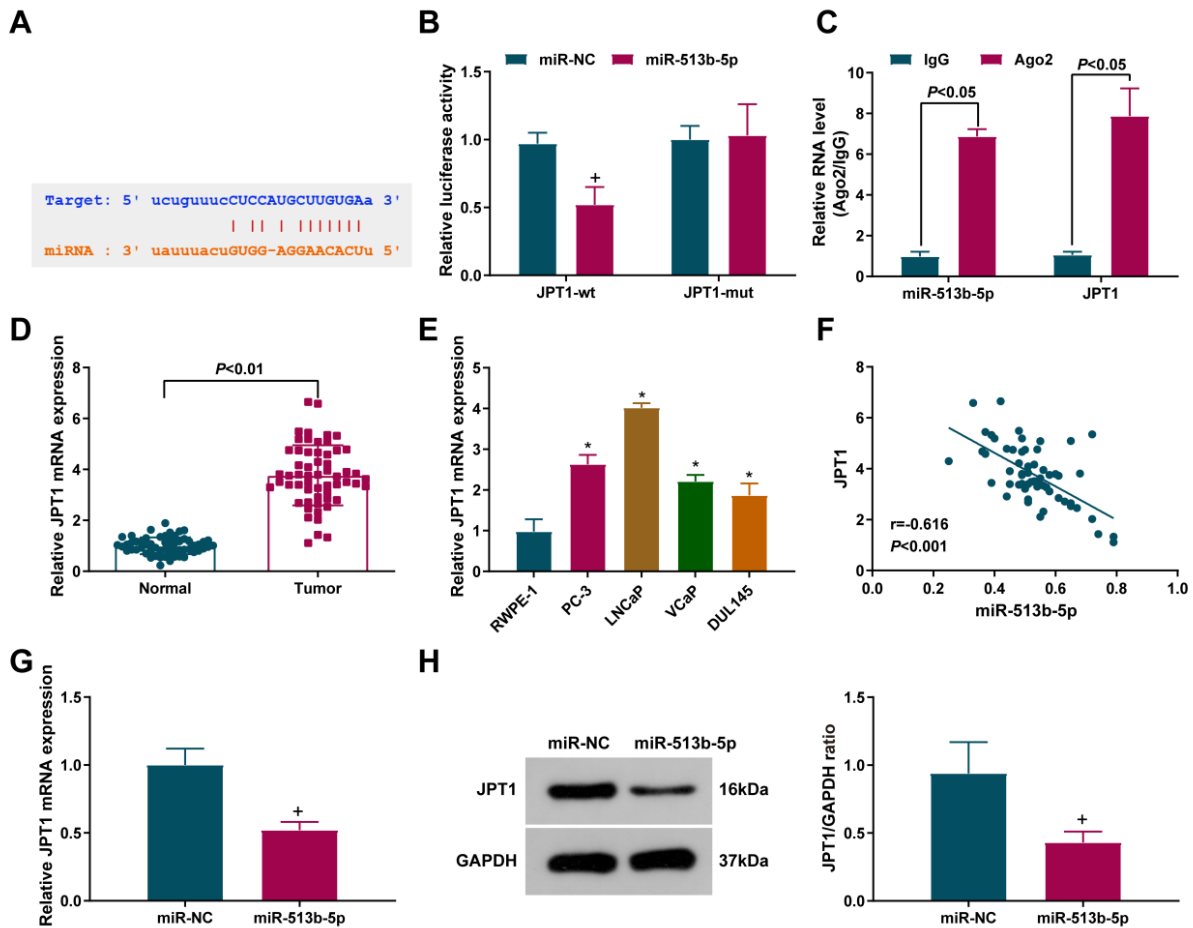 A
Target: 5' ucuguuucCUCCAUGCUUGUGAa 3'
| || | |||||||
miRNA : 3' uauuuacuGUGG-AGGAACACUu 5'
B
miR-NC miR-513b-5p
Relative luciferase activity
1.5
1.0
0.5
0.0
+
JPT1-wt JPT1-mut
C
IgG Ago2
Relative RNA level
(Ago2/IgG)
10
8
6
4
2
0
P<0.05
P<0.05
miR-513b-5p JPT1
D
Relative JPT1 mRNA expression
8
6
4
2
0
P<0.01
Normal Tumor
E
Relative JPT1 mRNA expression
5
4
3
2
1
0
* * * *
RWPE-1 PC-3 LNCaP VCaP DUL145
F
JPT1
8
6
4
2
0
r=-0.616
P<0.001
0.0 0.2 0.4 0.6 0.8 1.0
miR-513b-5p
G
Relative JPT1 mRNA expression
1.5
1.0
0.5
0.0
+
miR-NC miR-513b-5p
H
miR-NC miR-513b-5p
JPT1 16kDa
GAPDH 37kDa
JPT1/GAPDH ratio
1.5
1.0
0.5
0.0
+
miR-NC miR-513b-5p